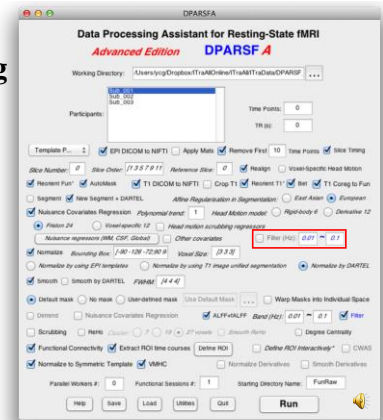 g
DPARSFA
Data Processing Assistant for Resting-State fMRI
Advanced Edition DPARSF A
Working Directory: /Users/ycg/Dropbox/ITraAllOnline/ITraAll/ITraData/DPARSF ...
Participants:
Sub_001
Sub_002
Sub_003
Time Points: 0
TR (s): 0
Template P... EPI DICOM to NIFTI Apply Mats Remove First 10 Time Points Slice Timing
Slice Number: 0 Slice Order: [1 3 5 7 9 11 Reference Slice: 0 Realign Voxel-Specific Head Motion
Reorient Fun* AutoMask T1 DICOM to NIFTI Crop T1 Reorient T1* Bet T1 Coreg to Fun
Segment New Segment + DARTEL Affine Regularisation in Segmentation: East Asian European
Nuisance Covariates Regression Polynomial trend: 1 Head Motion model: Rigid-body 6 Derivative 12
Friston 24 Voxel-specific 12 Head motion scrubbing regressors
Nuisance regressors (WM, CSF, Global) Other covariates Filter (Hz): 0.01 ~ 0.1
Normalize Bounding Box: [-90 -126 -72;90 9 Voxel Size: [3 3 3]
Normalize by using EPI templates Normalize by using T1 image unified segmentation Normalize by DARTEL
Smooth Smooth by DARTEL FWHM: [4 4 4]
Default mask No mask User-defined mask Use Default Mask ... Warp Masks into Individual Space
Detrend Nuisance Covariates Regression ALFF+fALFF Band (Hz): 0.01 ~ 0.1 Filter
Scrubbing ReHo Cluster: 7 19 27 voxels Smooth ReHo Degree Centrality
Functional Connectivity Extract ROI time courses Define ROI Define ROI Interactively* CWAS
Normalize to Symmetric Template VMHC Normalize Derivatives Smooth Derivatives
Parallel Workers #: 0 Functional Sessions #: 1 Starting Directory Name: FunRaw
Help Save Load Utilities Quit Run